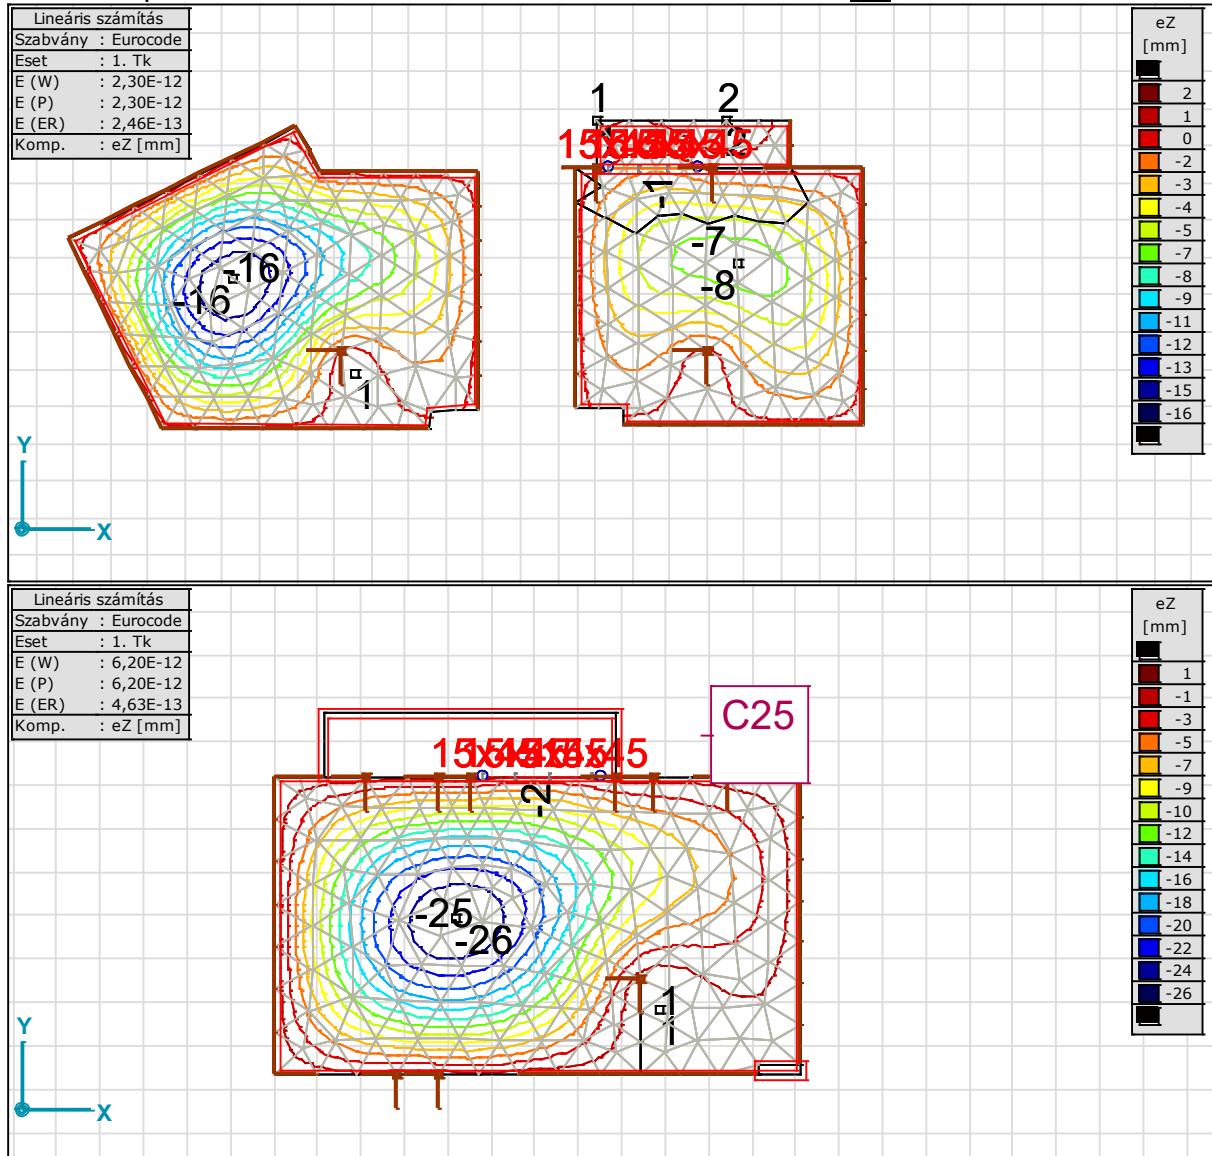 Lineáris számítás
Szabvány : Eurocode
Eset : 1. Tk
E (W) : 2,30E-12
E (P) : 2,30E-12
E (ER) : 2,46E-13
Komp. : eZ [mm]
eZ
[mm]
2
1
0
-2
-3
-4
-5
-7
-8
-9
-11
-12
-13
-15
-16
1
2
-1
-7
-8
-16
-16
1
Y
X
Lineáris számítás
Szabvány : Eurocode
Eset : 1. Tk
E (W) : 6,20E-12
E (P) : 6,20E-12
E (ER) : 4,63E-13
Komp. : eZ [mm]
eZ
[mm]
1
-1
-3
-5
-7
-9
-10
-12
-14
-16
-18
-20
-22
-24
-26
C25
-2
-25
-26
1
Y
X